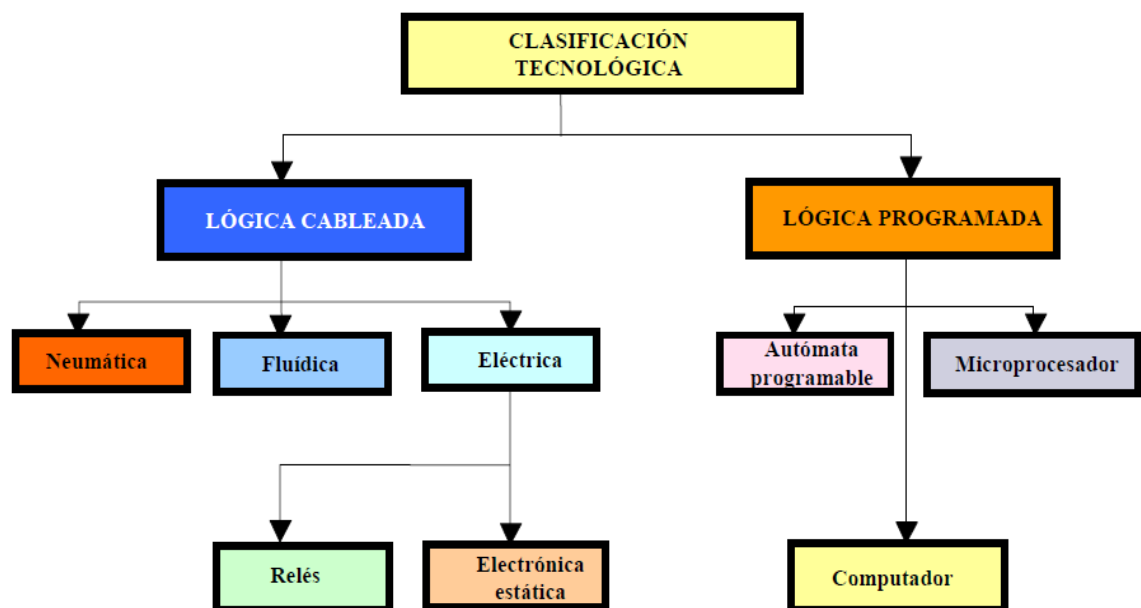 CLASIFICACIÓN
TECNOLÓGICA
LÓGICA CABLEADA
LÓGICA PROGRAMADA
Neumática
Fluídica
Eléctrica
Autómata
programable
Microprocesador
Relés
Electrónica
estática
Computador